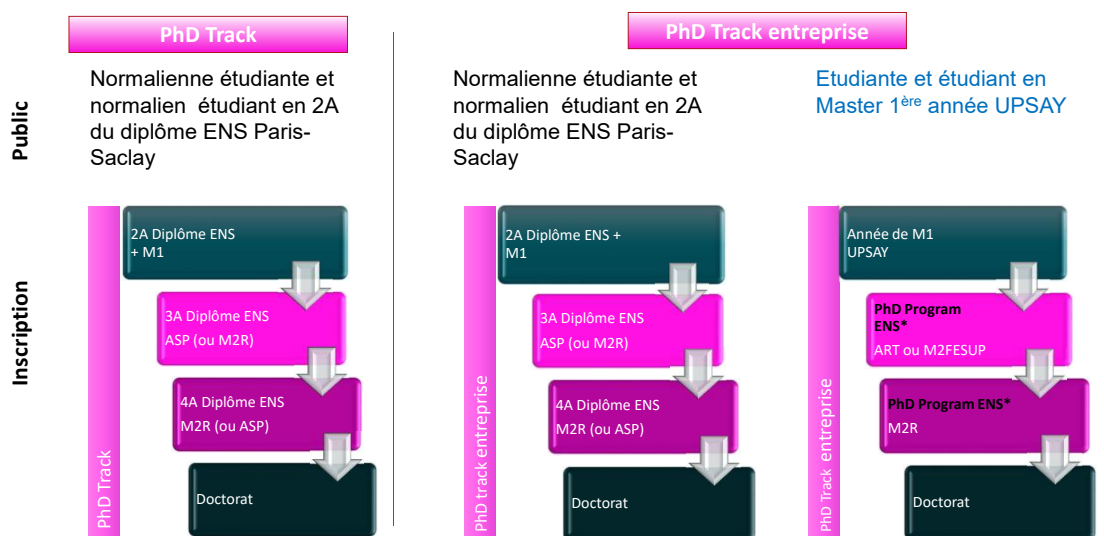 PhD Track
PhD Track entreprise
Public
Normalienne étudiante et
normalien étudiant en 2A
du diplôme ENS Paris-
Saclay
Normalienne étudiante et
normalien étudiant en 2A
du diplôme ENS Paris-
Saclay
Etudiante et étudiant en
Master 1ère année UPSAY
Inscription
PhD Track
2A Diplôme ENS
+ M1
3A Diplôme ENS
ASP (ou M2R)
4A Diplôme ENS
M2R (ou ASP)
Doctorat
PhD track entreprise
2A Diplôme ENS +
M1
3A Diplôme ENS
ASP (ou M2R)
4A Diplôme ENS
M2R (ou ASP)
Doctorat
PhD Track entreprise
Année de M1
UPSAY
PhD Program
ENS*
ART ou M2FESUP
PhD Program ENS*
M2R
Doctorat